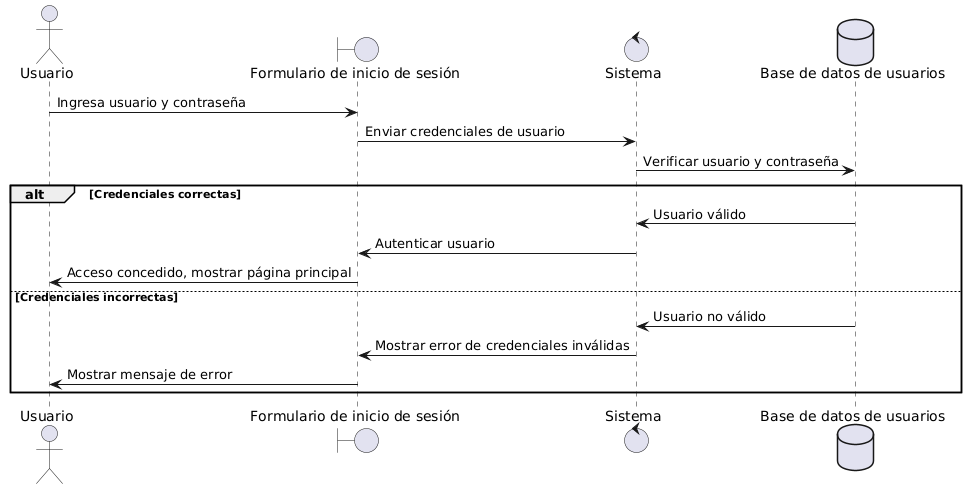 Usuario
Formulario de inicio de sesión
Sistema
Base de datos de usuarios
Ingresa usuario y contraseña
Enviar credenciales de usuario
Verificar usuario y contraseña
alt [Credenciales correctas]
Usuario válido
Autenticar usuario
Acceso concedido, mostrar página principal
[Credenciales incorrectas]
Usuario no válido
Mostrar error de credenciales inválidas
Mostrar mensaje de error
Usuario
Formulario de inicio de sesión
Sistema
Base de datos de usuarios